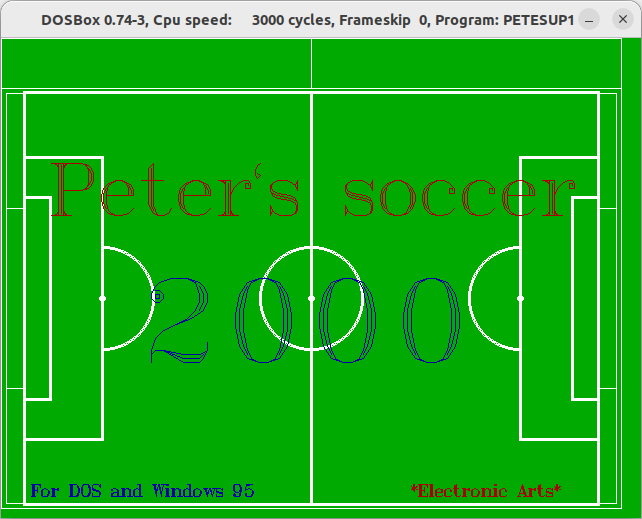 DOSBox 0.74-3, Cpu speed: 3000 cycles, Frameskip 0, Program: PETESUP1
Peter's soccer
2000
For DOS and Windows 95
*Electronic Arts*